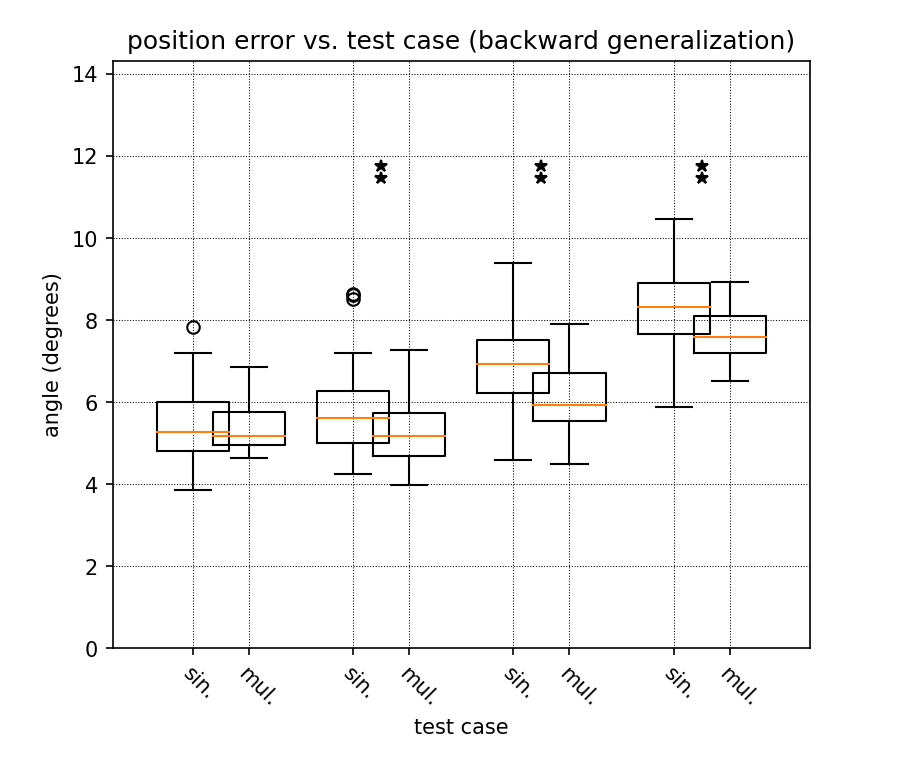 position error vs. test case (backward generalization)
14
12
10
8
6
4
2
0
angle (degrees)
sin. mul. sin. mul. sin. mul. sin. mul.
test case